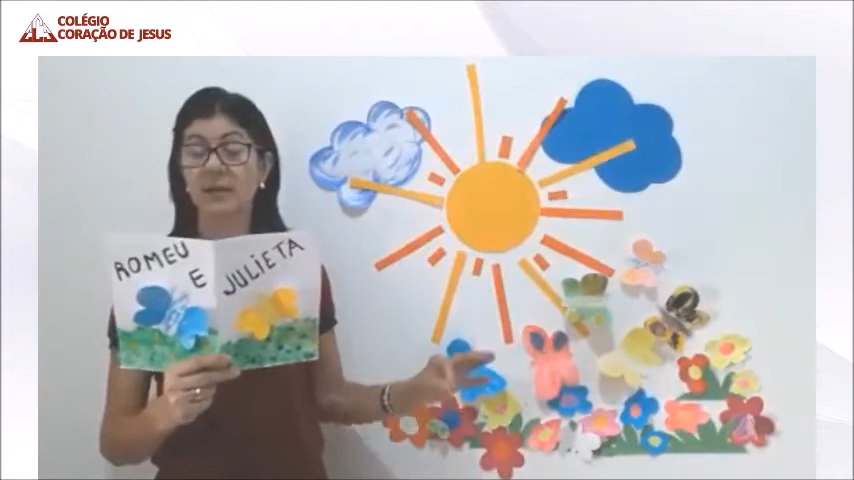 COLÉGIO
CORAÇÃO DE JESUS
ROMEU
E
JULIETA